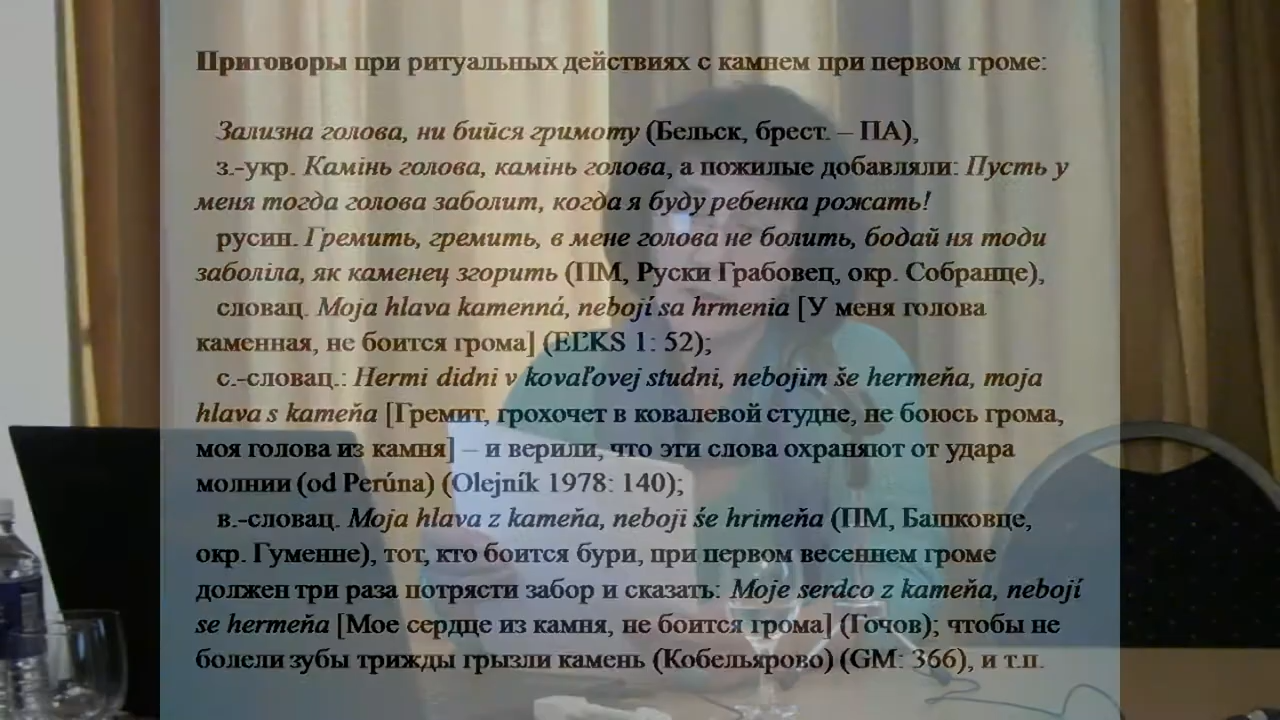 Приговоры при ритуальных действиях с камнем при первом громе:
Зализна голова, ни бийся гримоту (Бельск, брест. – ПА),
з.-укр. Камінь голова, камінь голова, а пожилые добавляли: Пусть у
меня тогда голова заболит, когда я буду ребенка рожать!
русин. Гремить, гремить, в мене голова не болить, бодай ня тоди
заболіла, як каменец згорить (ПМ, Руски Грабовец, окр. Собранце),
словац. Moja hlava kamenná, nebojí sa hrmenia [У меня голова
каменная, не боится грома] (EĽKS 1: 52);
с.-словац.: Hermi didni v kovaľovej studni, nebojim še hermeňa, moja
hlava s kameňa [Гремит, грохочет в ковалевой студне, не боюсь грома,
моя голова из камня] – и верили, что эти слова охраняют от удара
молнии (od Perúna) (Olejník 1978: 140);
в.-словац. Moja hlava z kameňa, neboji śe hrimeňa (ПМ, Башковце,
окр. Гуменне), тот, кто боится бури, при первом весеннем громе
должен три раза потрясти забор и сказать: Moje serdco z kameňa, nebojí
se hermeňa [Мое сердце из камня, не боится грома] (Гочов); чтобы не
болели зубы трижды грызли камень (Кобельярово) (GM: 366), и т.п.